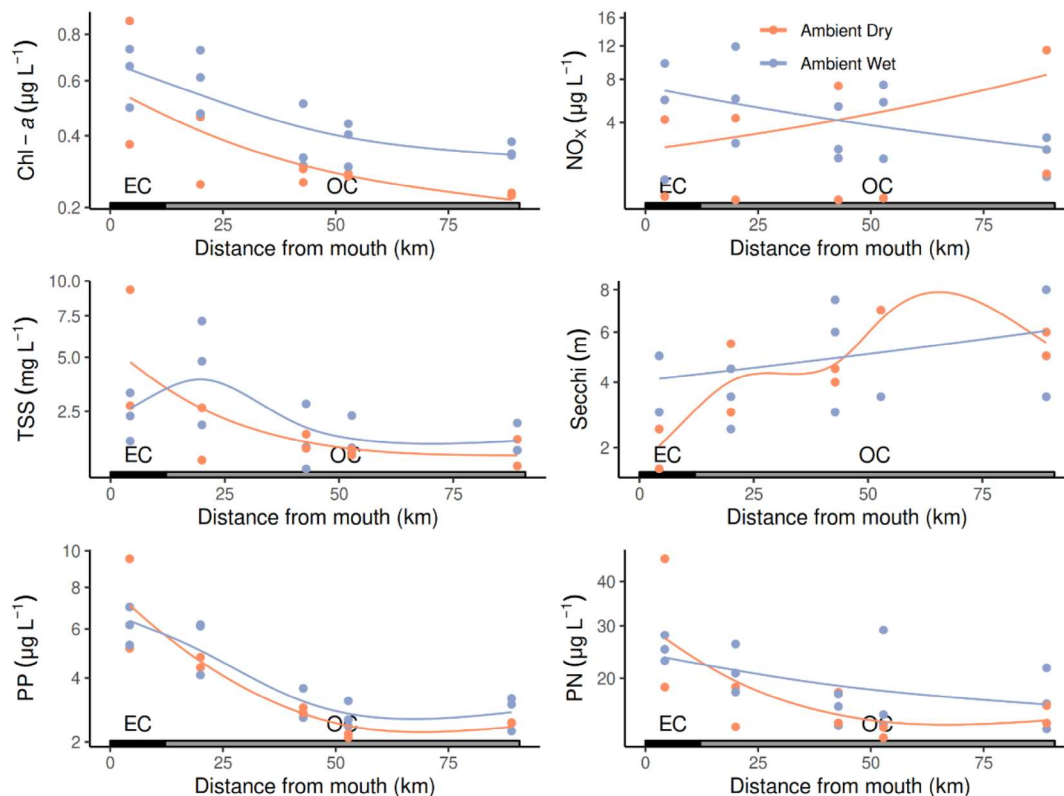 Chl − a (µg L−1)
0.8
0.6
0.4
0.2
EC
OC
0 25 50 75
Distance from mouth (km)
NOX (µg L−1)
16
12
8
4
Ambient Dry
Ambient Wet
EC
OC
0 25 50 75
Distance from mouth (km)
TSS (mg L−1)
10.0
7.5
5.0
2.5
EC
OC
0 25 50 75
Distance from mouth (km)
Secchi (m)
8
6
4
2
EC
OC
0 25 50 75
Distance from mouth (km)
PP (µg L−1)
10
8
6
4
2
EC
OC
0 25 50 75
Distance from mouth (km)
PN (µg L−1)
40
30
20
EC
OC
0 25 50 75
Distance from mouth (km)